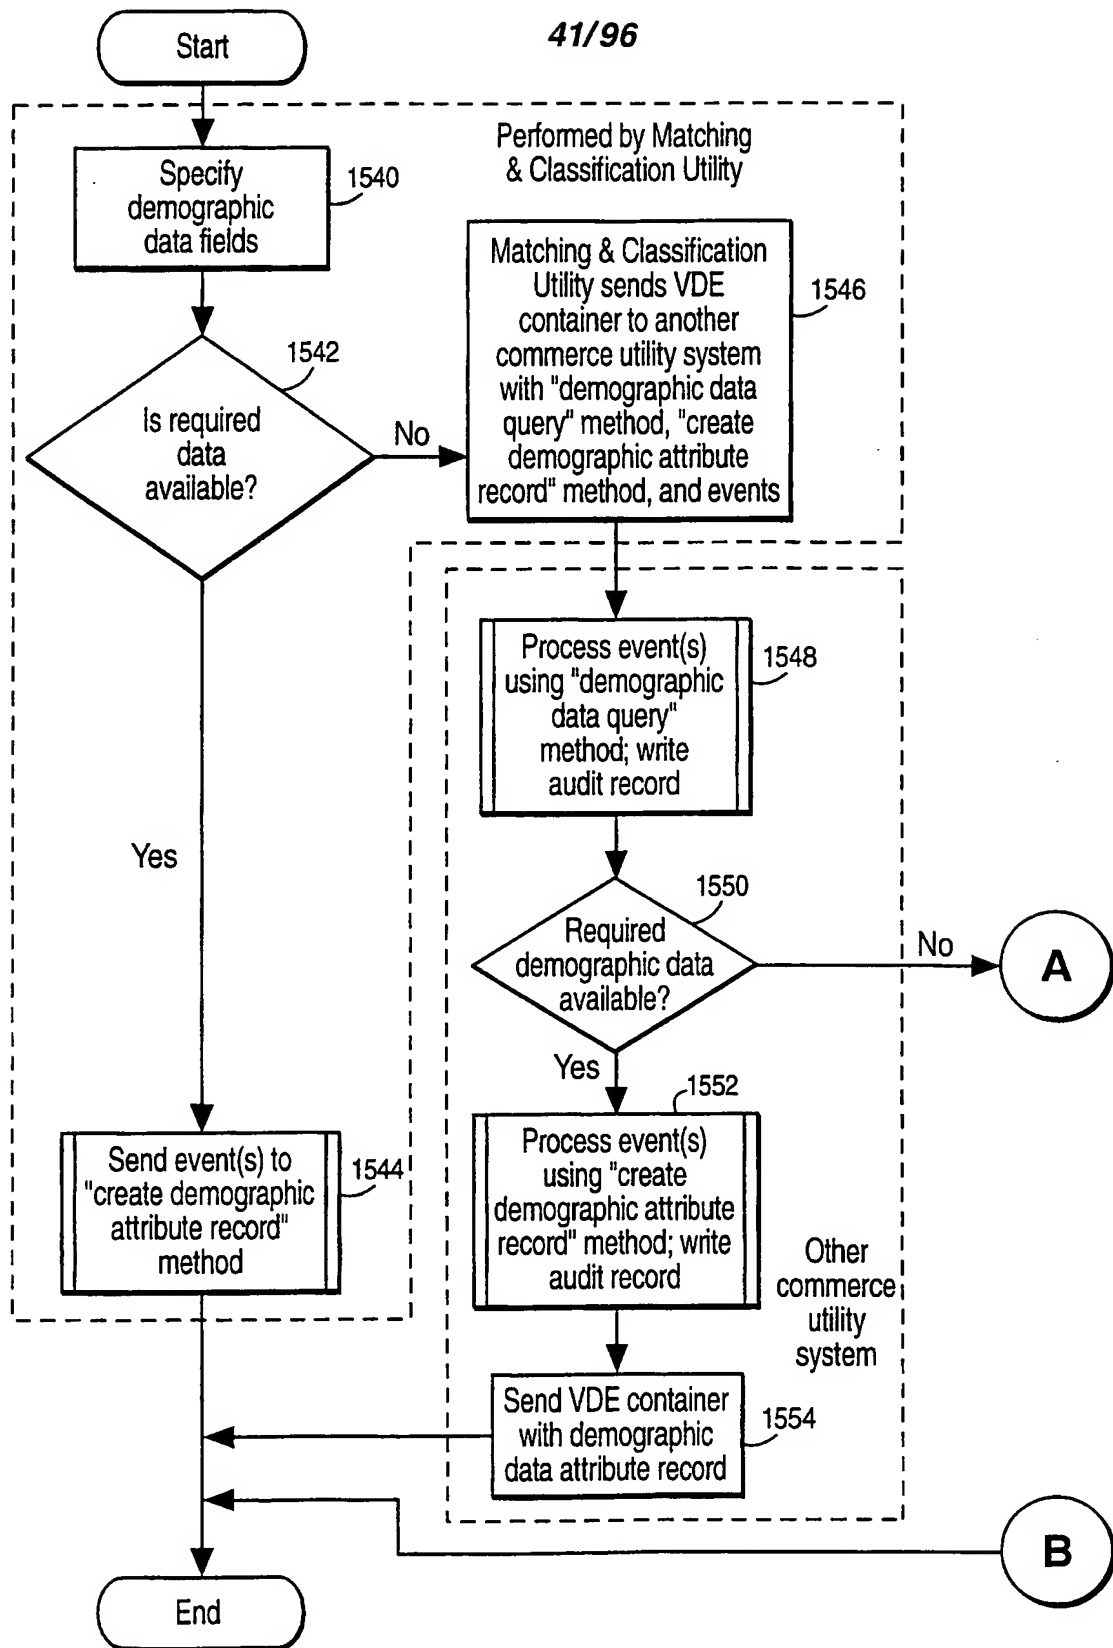 41/96
Start
Performed by Matching
& Classification Utility
Specify
demographic
data fields
1540
Matching & Classification
Utility sends VDE
container to another
commerce utility system
with "demographic data
query" method, "create
demographic attribute
record" method, and events
1546
1542
Is required
data
available?
No
Process event(s)
using "demographic
data query"
method; write
audit record
1548
Yes
1550
Required
demographic data
available?
No
A
Yes
1552
Process event(s)
using "create
demographic attribute
record" method; write
audit record
Send event(s) to
"create demographic
attribute record"
method
1544
Other
commerce
utility
system
Send VDE container
with demographic
data attribute record
1554
B
End